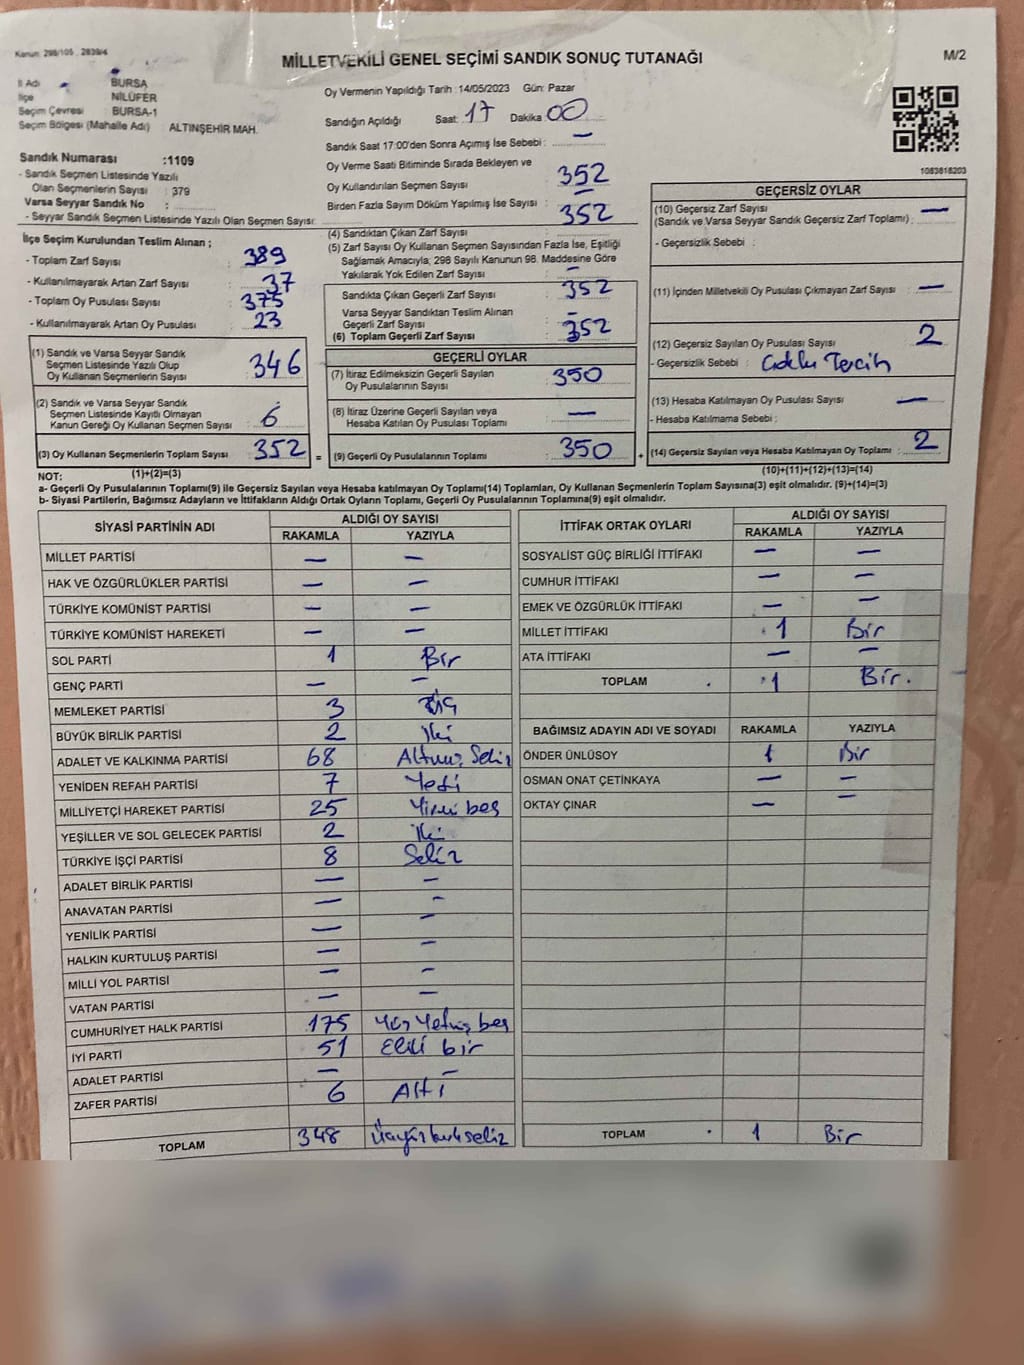 Kanun: 298/105 , 2839/4
MİLLETVEKİLİ GENEL SEÇİMİ SANDIK SONUÇ TUTANAĞI
M/2
İl Adı BURSA
İlçe NİLÜFER
Seçim Çevresi BURSA-1
Seçim Bölgesi (Mahalle Adı) : ALTINŞEHİR MAH.
Sandık Numarası :1109
- Sandık Seçmen Listesinde Yazılı
Olan Seçmenlerin Sayısı : 379
Varsa Seyyar Sandık No :
- Seyyar Sandık Seçmen Listesinde Yazılı Olan Seçmen Sayısı:
Oy Vermenin Yapıldığı Tarih :14/05/2023 Gün: Pazar
Sandığın Açıldığı Saat: 17 Dakika: 00
Sandık Saat 17:00'den Sonra Açımış İse Sebebi : —
Oy Verme Saati Bitiminde Sırada Bekleyen ve
Oy Kullandırılan Seçmen Sayısı : 352
Birden Fazla Sayım Döküm Yapılmış İse Sayısı : —
(4) Sandıktan Çıkan Zarf Sayısı : 352
(5) Zarf Sayısı Oy Kullanan Seçmen Sayısından Fazla İse, Eşitliği
Sağlamak Amacıyla, 298 Sayılı Kanunun 98. Maddesine Göre
Yakılarak Yok Edilen Zarf Sayısı : —
1083818203
İlçe Seçim Kurulundan Teslim Alınan ;
- Toplam Zarf Sayısı : 389
- Kullanılmayarak Artan Zarf Sayısı : 37
- Toplam Oy Pusulası Sayısı : 375
- Kullanılmayarak Artan Oy Pusulası : 23
Sandıkta Çıkan Geçerli Zarf Sayısı : 352
Varsa Seyyar Sandıktan Teslim Alınan
Geçerli Zarf Sayısı : —
(6) Toplam Geçerli Zarf Sayısı : 352
(1) Sandık ve Varsa Seyyar Sandık
Seçmen Listesinde Yazılı Olup
Oy Kullanan Seçmenlerin Sayısı : 346
(2) Sandık ve Varsa Seyyar Sandık
Seçmen Listesinde Kayıtlı Olmayan
Kanun Gereği Oy Kullanan Seçmen Sayısı : 6
(3) Oy Kullanan Seçmenlerin Toplam Sayısı : 352 =
(1)+(2)=(3)
GEÇERLİ OYLAR
(7) İtiraz Edilmeksizin Geçerli Sayılan
Oy Pusulalarının Sayısı : 350
(8) İtiraz Üzerine Geçerli Sayılan veya
Hesaba Katılan Oy Pusulası Toplamı : —
(9) Geçerli Oy Pusulalarının Toplamı : 350 +
GEÇERSİZ OYLAR
(10) Geçersiz Zarf Sayısı —
(Sandık ve Varsa Seyyar Sandık Geçersiz Zarf Toplamı) :
- Geçersizlik Sebebi :
(11) İçinden Milletvekili Oy Pusulası Çıkmayan Zarf Sayısı : —
(12) Geçersiz Sayılan Oy Pusulası Sayısı : 2
- Geçersizlik Sebebi : Çoklu Tercih
(13) Hesaba Katılmayan Oy Pusulası Sayısı : —
- Hesaba Katılmama Sebebi :
(14) Geçersiz Sayılan veya Hesaba Katılmayan Oy Toplamı : 2
(10)+(11)+(12)+(13)=(14)
NOT:
a- Geçerli Oy Pusulalarının Toplamı(9) ile Geçersiz Sayılan veya Hesaba katılmayan Oy Toplamı(14) Toplamları, Oy Kullanan Seçmenlerin Toplam Sayısına(3) eşit olmalıdır. (9)+(14)=(3)
b- Siyasi Partilerin, Bağımsız Adayların ve İttifakların Aldığı Ortak Oyların Toplamı, Geçerli Oy Pusulalarının Toplamına(9) eşit olmalıdır.
SİYASİ PARTİNİN ADI ALDIĞI OY SAYISI
RAKAMLA YAZIYLA
MİLLET PARTİSİ — —
HAK VE ÖZGÜRLÜKLER PARTİSİ — —
TÜRKİYE KOMÜNİST PARTİSİ — —
TÜRKİYE KOMÜNİST HAREKETİ — —
SOL PARTİ 1 Bir
GENÇ PARTİ — —
MEMLEKET PARTİSİ 3 Üç
BÜYÜK BİRLİK PARTİSİ 2 İki
ADALET VE KALKINMA PARTİSİ 68 Altmış Sekiz
YENİDEN REFAH PARTİSİ 7 Yedi
MİLLİYETÇİ HAREKET PARTİSİ 25 Yirmi beş
YEŞİLLER VE SOL GELECEK PARTİSİ 2 İki
TÜRKİYE İŞÇİ PARTİSİ 8 Sekiz
ADALET BİRLİK PARTİSİ — —
ANAVATAN PARTİSİ — —
YENİLİK PARTİSİ — —
HALKIN KURTULUŞ PARTİSİ — —
MİLLİ YOL PARTİSİ — —
VATAN PARTİSİ — —
CUMHURİYET HALK PARTİSİ 175 Yüz Yetmiş beş
İYİ PARTİ 51 Elli bir
ADALET PARTİSİ — —
ZAFER PARTİSİ 6 Altı
TOPLAM 348 Üçyüz kırk sekiz
İTTİFAK ORTAK OYLARI ALDIĞI OY SAYISI
RAKAMLA YAZIYLA
SOSYALİST GÜÇ BİRLİĞİ İTTİFAKI — —
CUMHUR İTTİFAKI — —
EMEK VE ÖZGÜRLÜK İTTİFAKI — —
MİLLET İTTİFAKI 1 Bir
ATA İTTİFAKI — —
TOPLAM 1 Bir.
BAĞIMSIZ ADAYIN ADI VE SOYADI RAKAMLA YAZIYLA
ÖNDER ÜNLÜSOY 1 Bir
OSMAN ONAT ÇETİNKAYA — —
OKTAY ÇINAR — —
TOPLAM 1 Bir